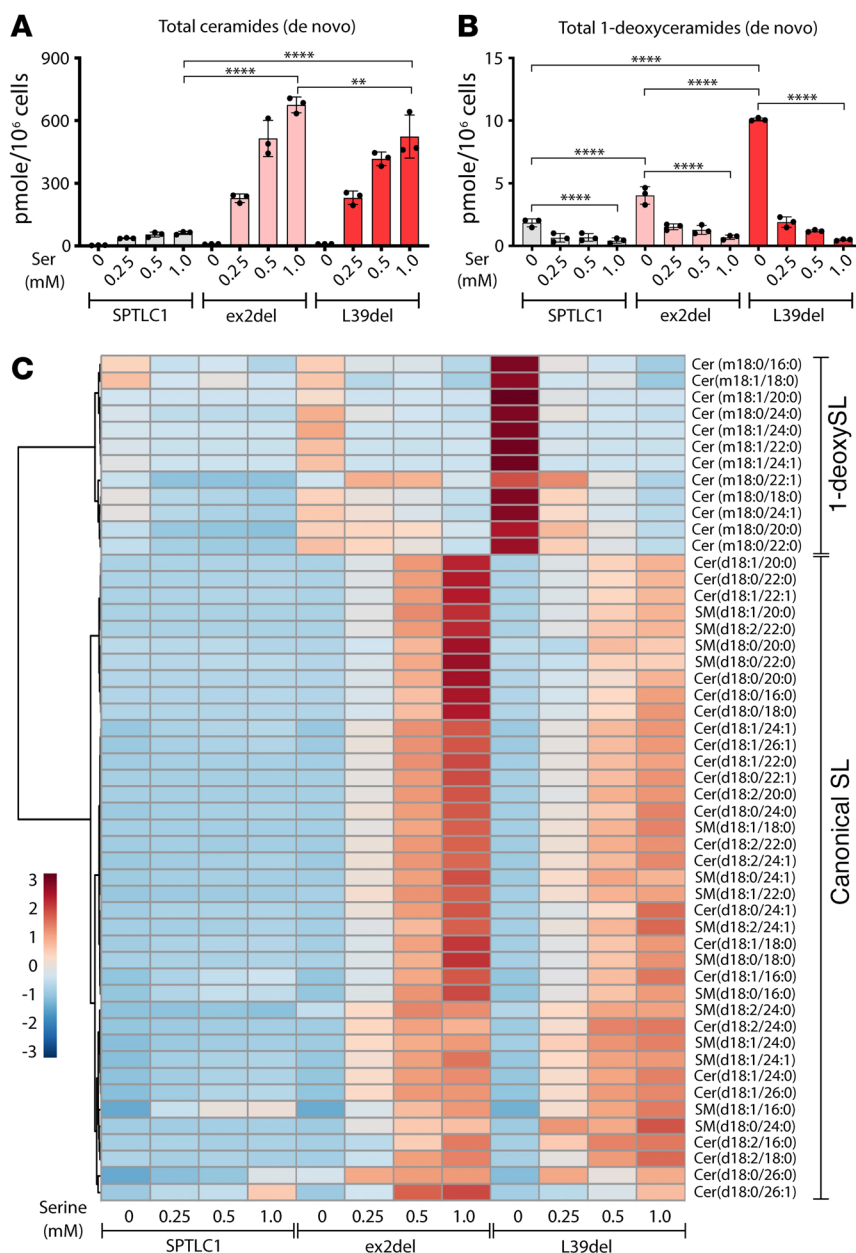 A
Total ceramides (de novo)
pmole/10⁶ cells
900
600
300
0
****
****
**
Ser
(mM)
0 0.25 0.5 1.0 0 0.25 0.5 1.0 0 0.25 0.5 1.0
SPTLC1 ex2del L39del
B
Total 1-deoxyceramides (de novo)
pmole/10⁶ cells
15
10
5
0
****
****
****
****
****
****
Ser
(mM)
0 0.25 0.5 1.0 0 0.25 0.5 1.0 0 0.25 0.5 1.0
SPTLC1 ex2del L39del
C
Cer (m18:0/16:0)
Cer(m18:1/18:0)
Cer (m18:1/20:0)
Cer (m18:0/24:0)
Cer (m18:1/24:0)
Cer (m18:1/22:0)
Cer (m18:1/24:1)
Cer (m18:0/22:1)
Cer (m18:0/18:0)
Cer (m18:0/24:1)
Cer (m18:0/20:0)
Cer (m18:0/22:0)
1-deoxySL
Cer(d18:1/20:0)
Cer(d18:0/22:0)
Cer(d18:1/22:1)
SM(d18:1/20:0)
SM(d18:2/22:0)
SM(d18:0/20:0)
SM(d18:0/22:0)
Cer(d18:0/20:0)
Cer(d18:0/16:0)
Cer(d18:0/18:0)
Cer(d18:1/24:1)
Cer(d18:1/26:1)
Cer(d18:1/22:0)
Cer(d18:0/22:1)
Cer(d18:2/20:0)
Cer(d18:0/24:0)
SM(d18:1/18:0)
Cer(d18:2/22:0)
Cer(d18:2/24:1)
SM(d18:0/24:1)
SM(d18:1/22:0)
Cer(d18:0/24:1)
SM(d18:2/24:1)
Cer(d18:1/18:0)
SM(d18:0/18:0)
Cer(d18:1/16:0)
SM(d18:0/16:0)
SM(d18:2/24:0)
Cer(d18:2/24:0)
SM(d18:1/24:0)
SM(d18:1/24:1)
Cer(d18:1/24:0)
Cer(d18:1/26:0)
SM(d18:1/16:0)
SM(d18:0/24:0)
Cer(d18:2/16:0)
Cer(d18:2/18:0)
Cer(d18:0/26:0)
Cer(d18:0/26:1)
Canonical SL
3
2
1
0
-1
-2
-3
Serine
(mM)
0 0.25 0.5 1.0 0 0.25 0.5 1.0 0 0.25 0.5 1.0
SPTLC1 ex2del L39del